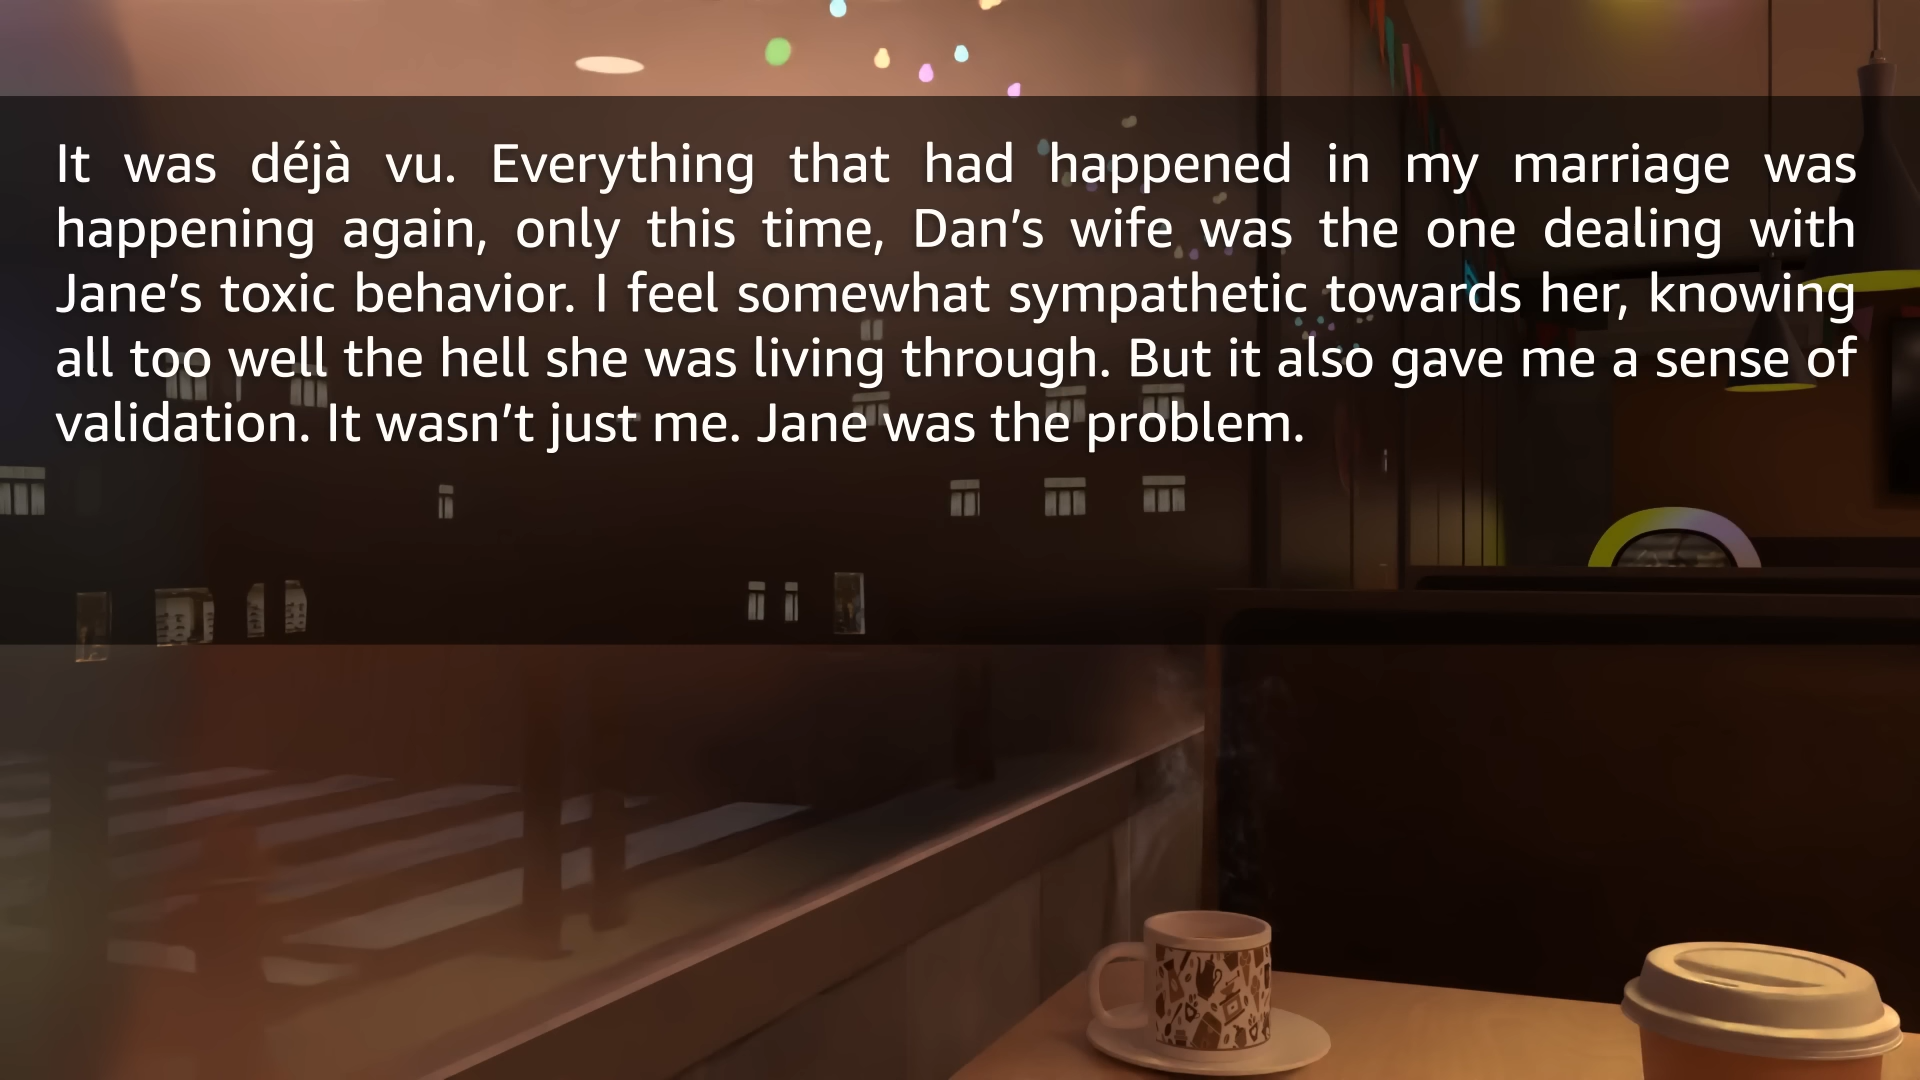 It was déjà vu. Everything that had happened in my marriage was
happening again, only this time, Dan’s wife was the one dealing with
Jane’s toxic behavior. I feel somewhat sympathetic towards her, knowing
all too well the hell she was living through. But it also gave me a sense of
validation. It wasn’t just me. Jane was the problem.